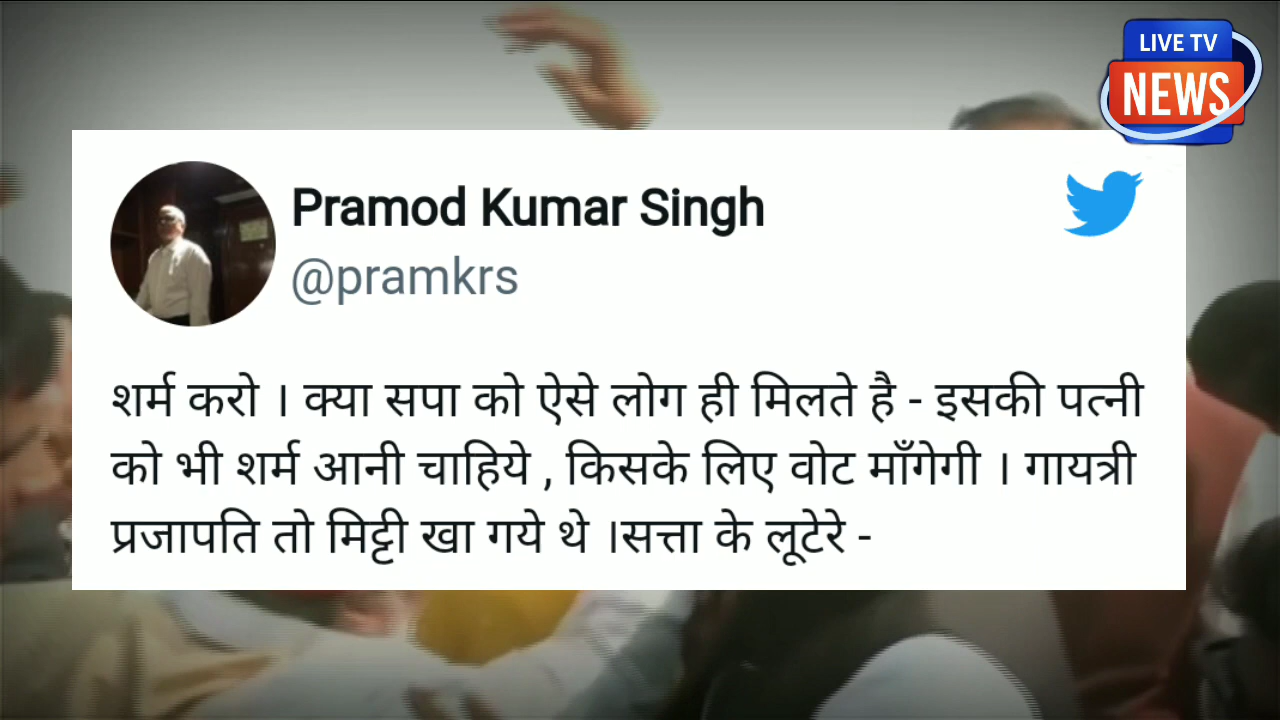 LIVE TV
NEWS
Pramod Kumar Singh
@pramkrs
शर्म करो । क्या सपा को ऐसे लोग ही मिलते है - इसकी पत्नी
को भी शर्म आनी चाहिये , किसके लिए वोट माँगेगी । गायत्री
प्रजापति तो मिट्टी खा गये थे ।सत्ता के लूटेरे -